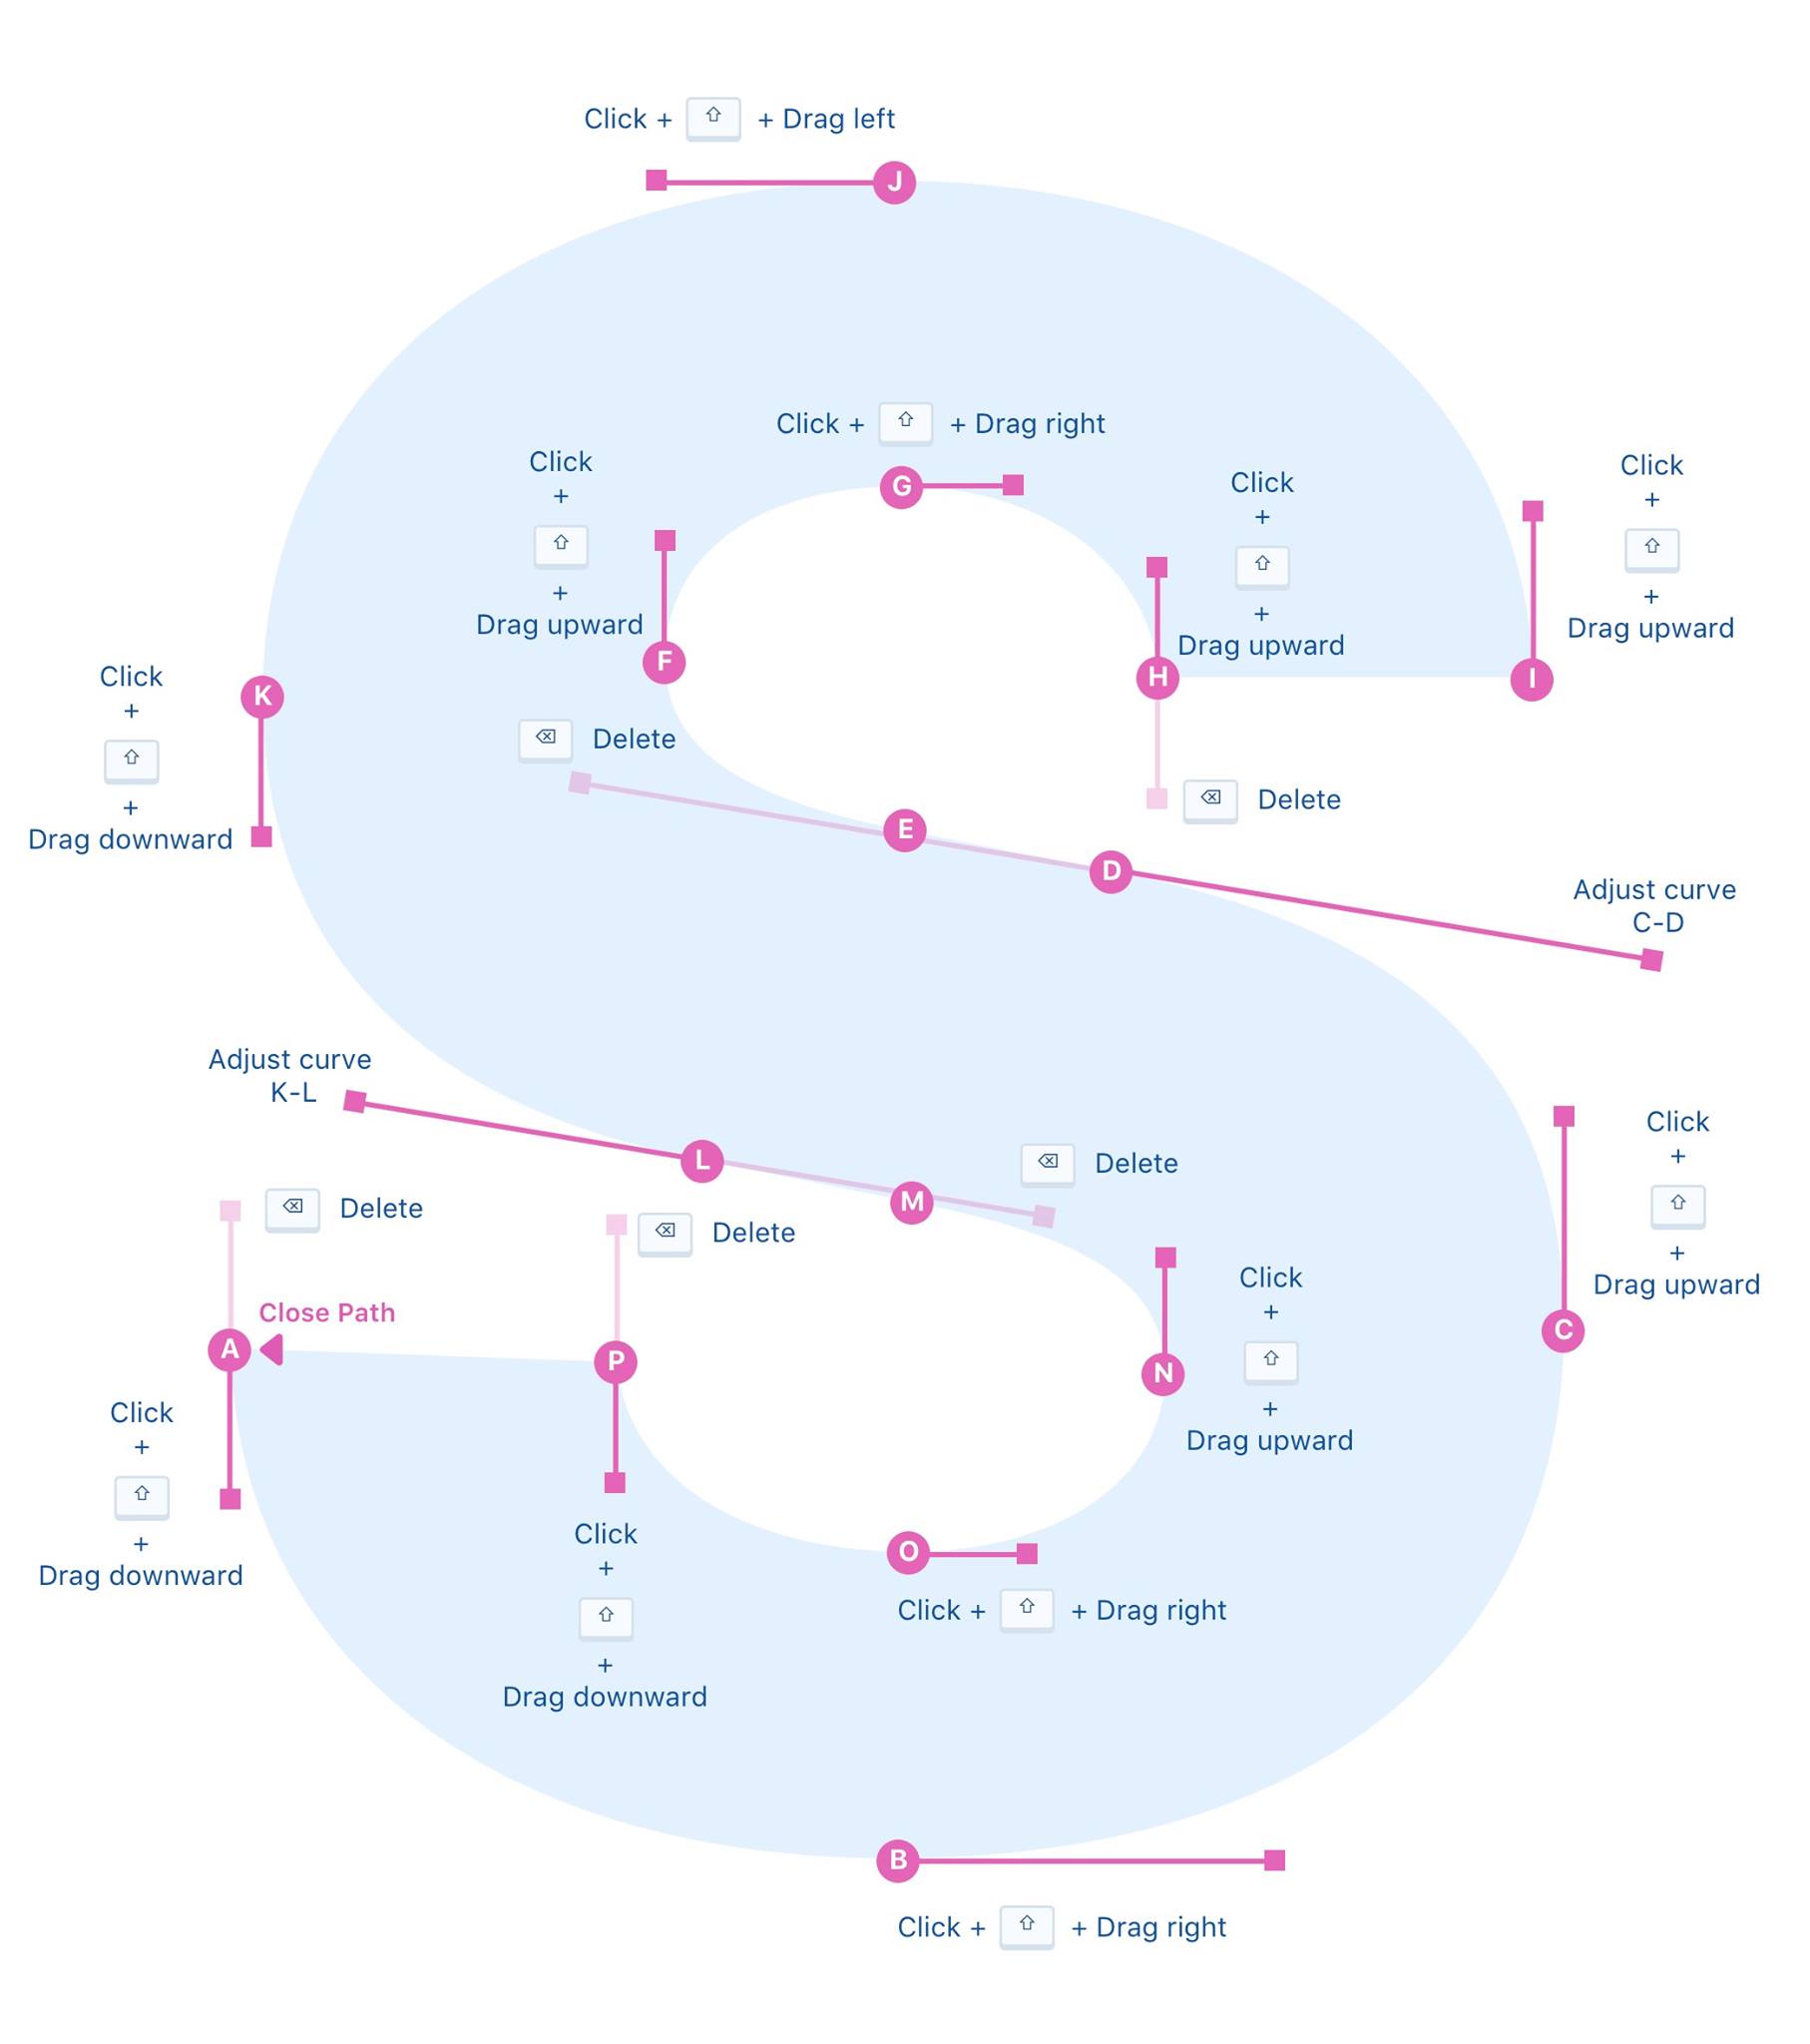 Click + ⇧ + Drag left
J
Click + ⇧ + Drag right
G
Click
+
⇧
+
Drag upward
F
Click
+
⇧
+
Drag upward
H
Click
+
⇧
+
Drag upward
I
K
Click
+
⇧
+
Drag downward
⌫ Delete
⌫ Delete
E
D
Adjust curve
C-D
Adjust curve
K-L
L
M
⌫ Delete
⌫ Delete
⌫ Delete
Click
+
⇧
+
Drag upward
C
Close Path
A
P
N
Click
+
⇧
+
Drag upward
Click
+
⇧
+
Drag downward
O
Click + ⇧ + Drag right
Click
+
⇧
+
Drag downward
B
Click + ⇧ + Drag right